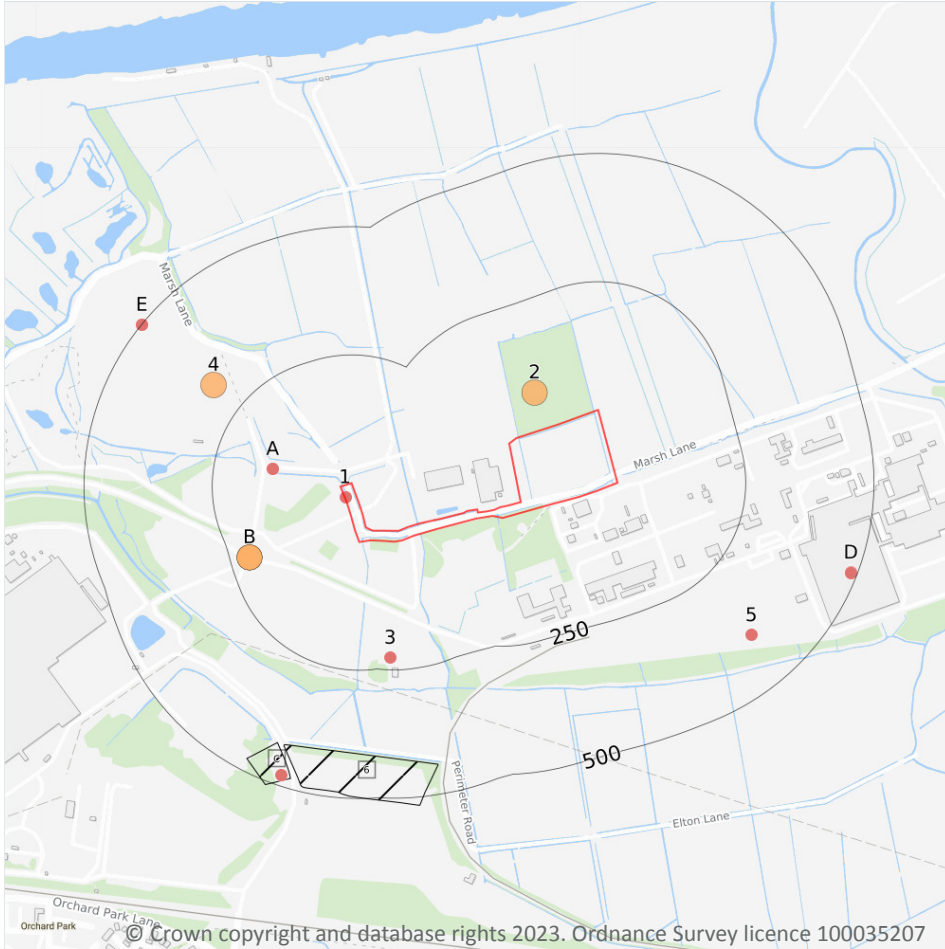 Marsh Lane
E
4
2
A
Marsh Lane
1
B
D
5
250
3
500
C
6
Perimeter Road
Elton Lane
Orchard Park Lane
Orchard Park
© Crown copyright and database rights 2023. Ordnance Survey licence 100035207